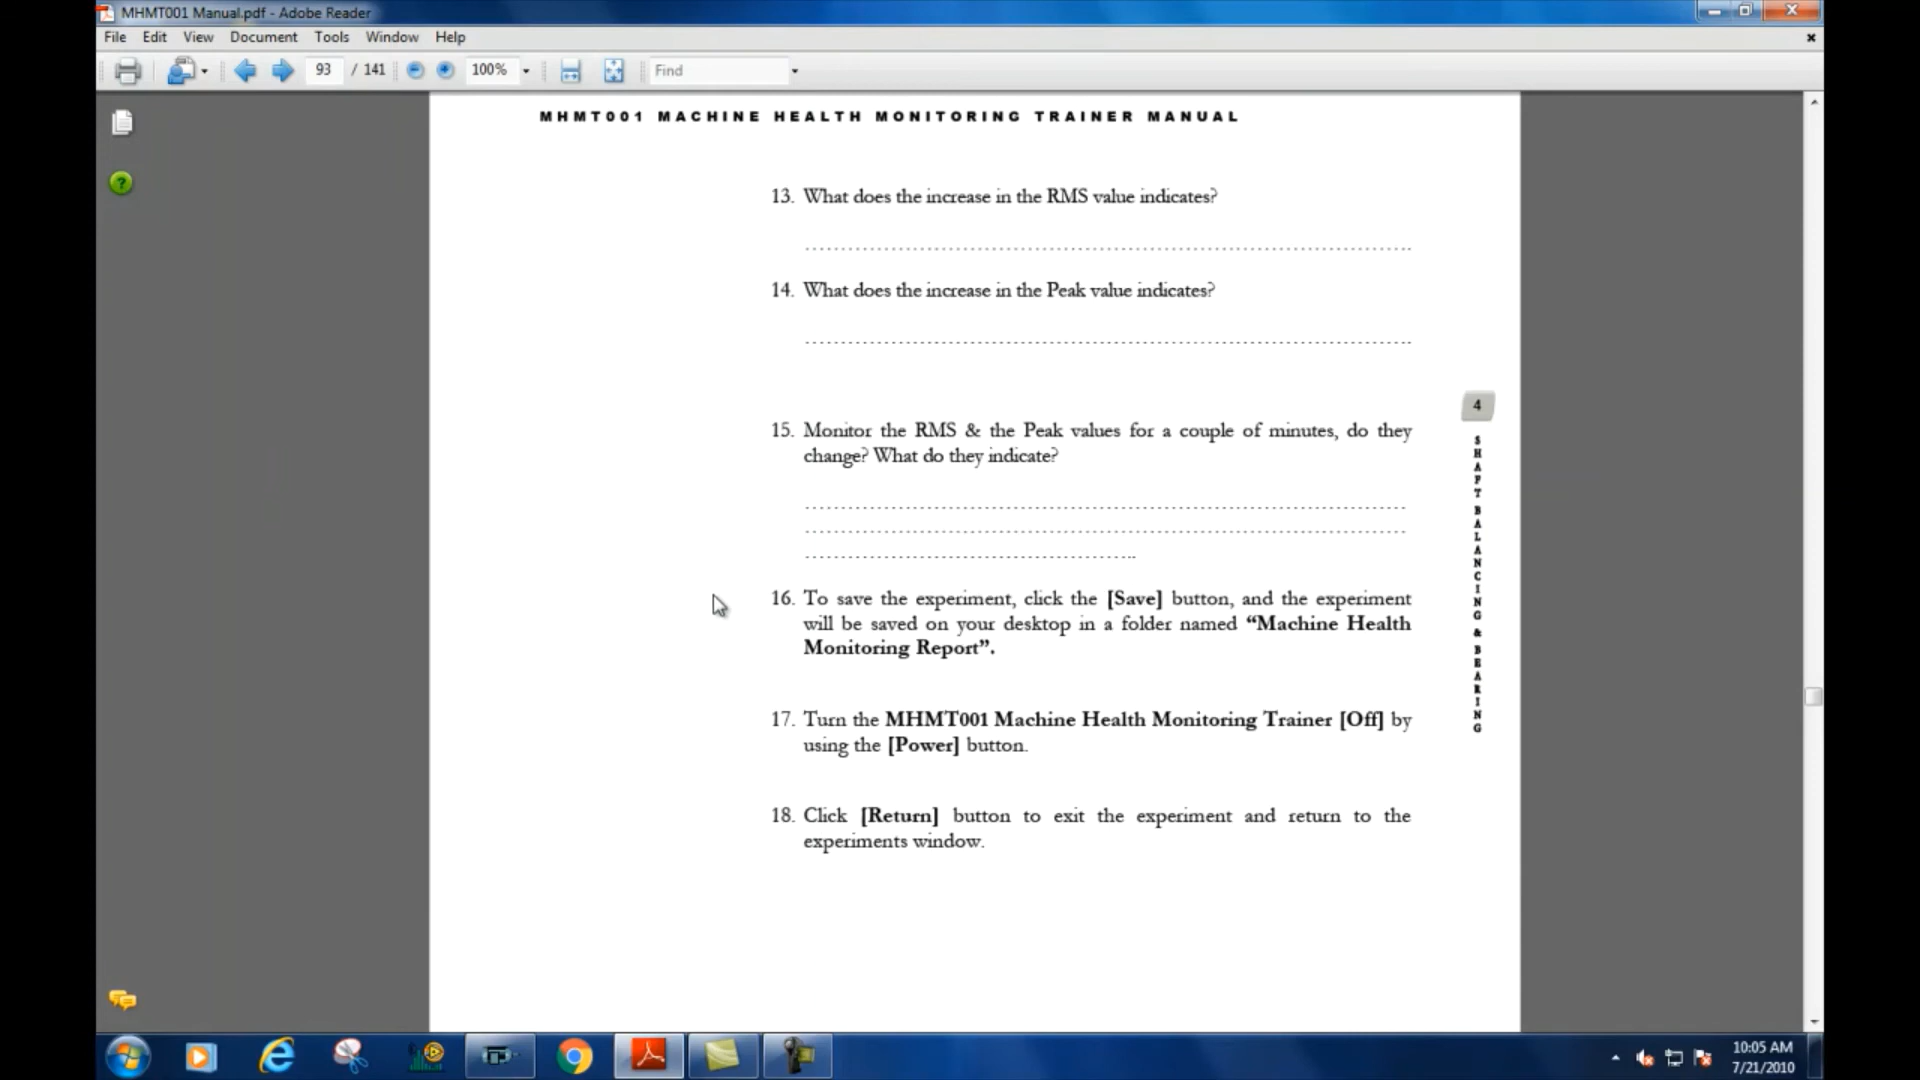 MHMT001 Manual.pdf - Adobe Reader
File Edit View Document Tools Window Help
93 / 141 100% Find
MHMT001 MACHINE HEALTH MONITORING TRAINER MANUAL
13. What does the increase in the RMS value indicates?
14. What does the increase in the Peak value indicates?
15. Monitor the RMS & the Peak values for a couple of minutes, do they
change? What do they indicate?
16. To save the experiment, click the [Save] button, and the experiment
will be saved on your desktop in a folder named “Machine Health
Monitoring Report”.
17. Turn the MHMT001 Machine Health Monitoring Trainer [Off] by
using the [Power] button.
18. Click [Return] button to exit the experiment and return to the
experiments window.
4
SHAFT BALANCING & BEARING
10:05 AM
7/21/2010